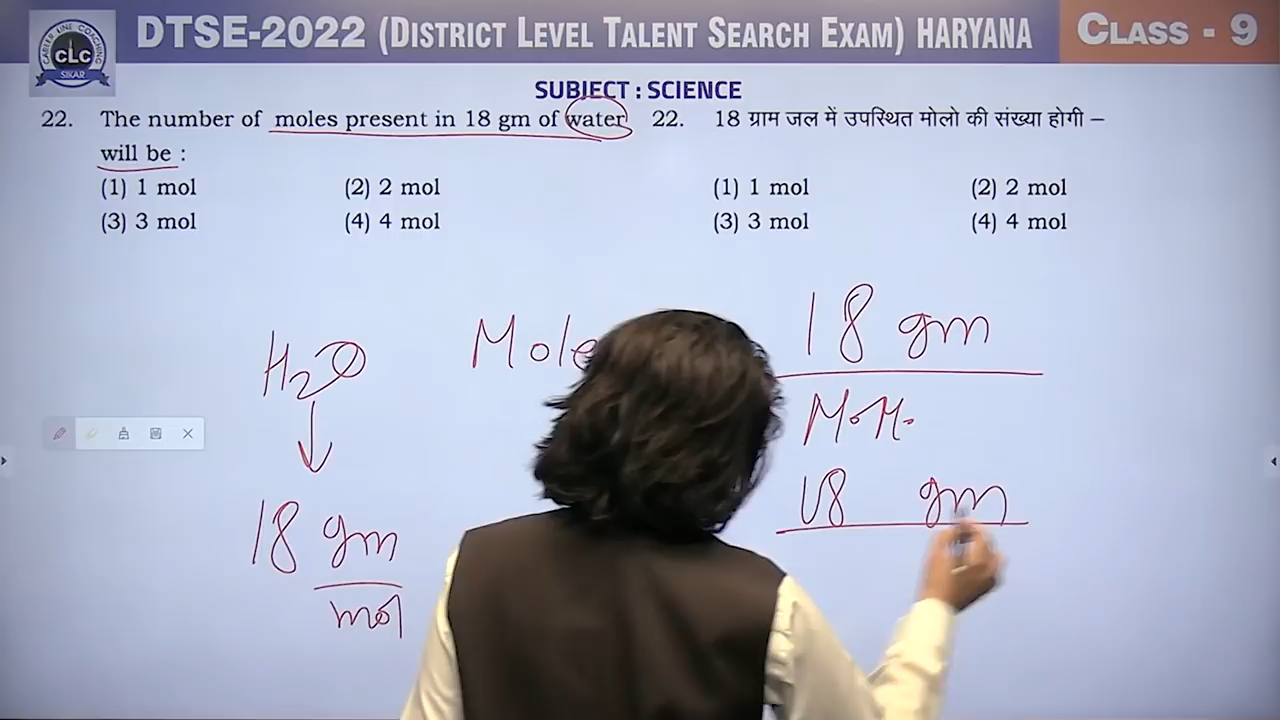 CAREER LINE COACHING
CLC
SIKAR
DTSE-2022 (DISTRICT LEVEL TALENT SEARCH EXAM) HARYANA
CLASS - 9
SUBJECT : SCIENCE
22. The number of moles present in 18 gm of water
will be :
(1) 1 mol (2) 2 mol
(3) 3 mol (4) 4 mol
22. 18 ग्राम जल में उपस्थित मोलो की संख्या होगी –
(1) 1 mol (2) 2 mol
(3) 3 mol (4) 4 mol
H2O
18 gm
mol
Mole
18 gm
M.M.
18 gm